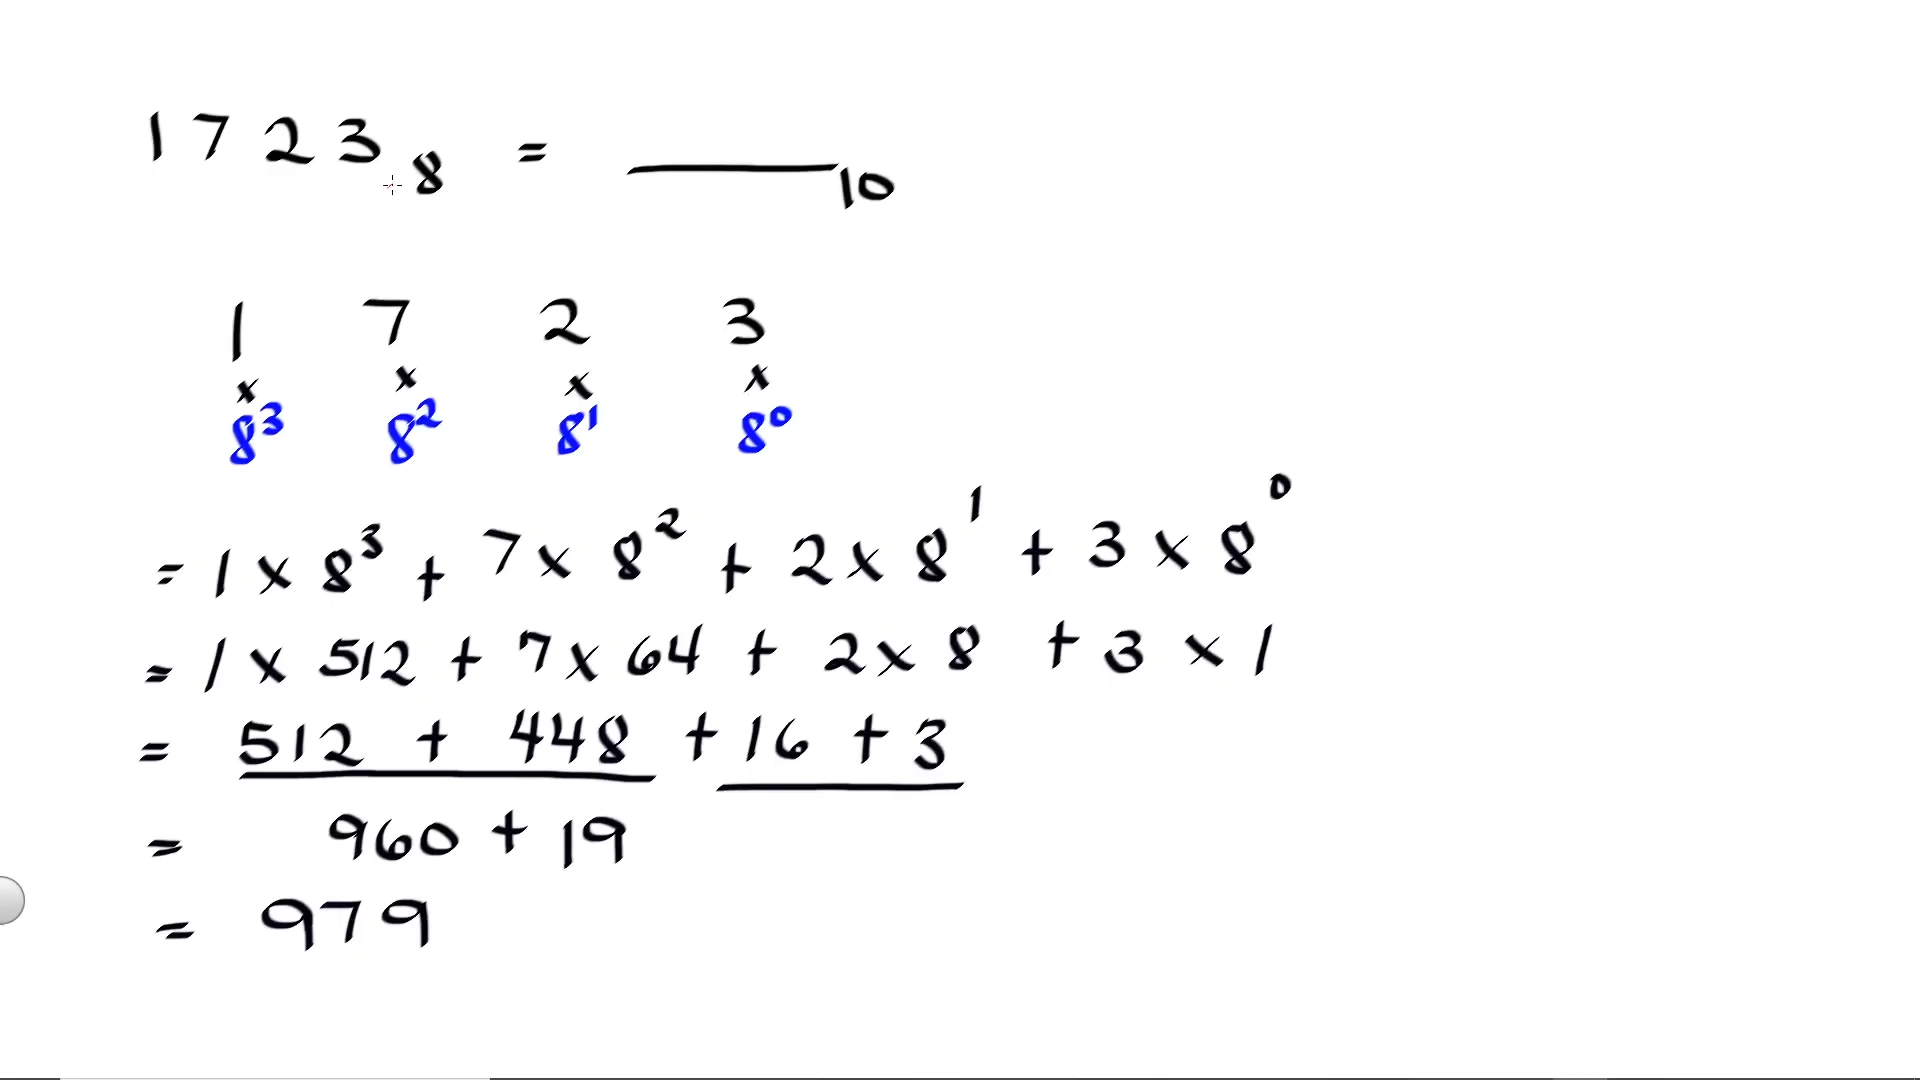 1723₈ = ______₁₀
1 7 2 3
x x x x
8³ 8² 8¹ 8⁰
= 1 x 8³ + 7 x 8² + 2 x 8¹ + 3 x 8⁰
= 1 x 512 + 7 x 64 + 2 x 8 + 3 x 1
= 512 + 448 + 16 + 3
= 960 + 19
= 979